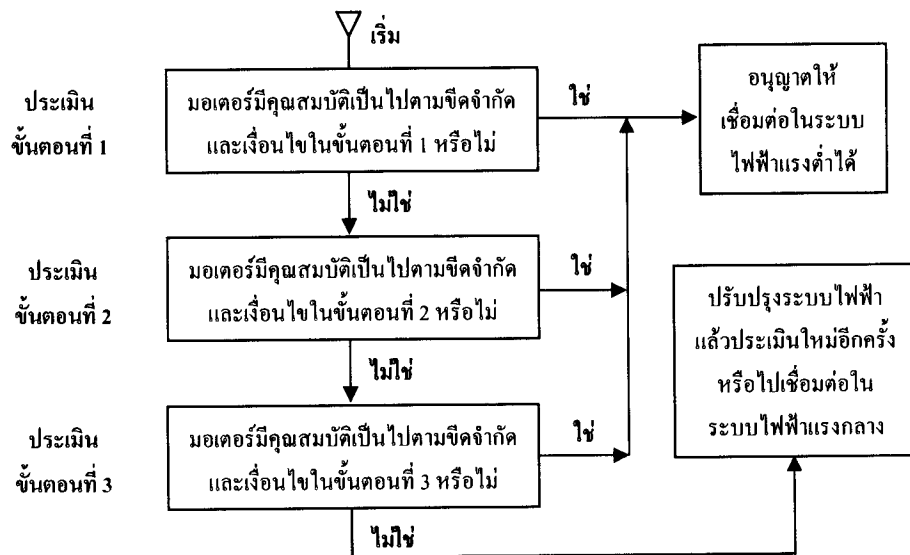 เริ่ม
ประเมิน
ขั้นตอนที่ 1
มอเตอร์มีคุณสมบัติเป็นไปตามขีดจำกัด
และเงื่อนไขในขั้นตอนที่ 1 หรือไม่
ใช่
อนุญาตให้
เชื่อมต่อในระบบ
ไฟฟ้าแรงต่ำได้
ไม่ใช่
ประเมิน
ขั้นตอนที่ 2
มอเตอร์มีคุณสมบัติเป็นไปตามขีดจำกัด
และเงื่อนไขในขั้นตอนที่ 2 หรือไม่
ใช่
ปรับปรุงระบบไฟฟ้า
แล้วประเมินใหม่อีกครั้ง
หรือไปเชื่อมต่อใน
ระบบไฟฟ้าแรงกลาง
ไม่ใช่
ประเมิน
ขั้นตอนที่ 3
มอเตอร์มีคุณสมบัติเป็นไปตามขีดจำกัด
และเงื่อนไขในขั้นตอนที่ 3 หรือไม่
ใช่
ไม่ใช่